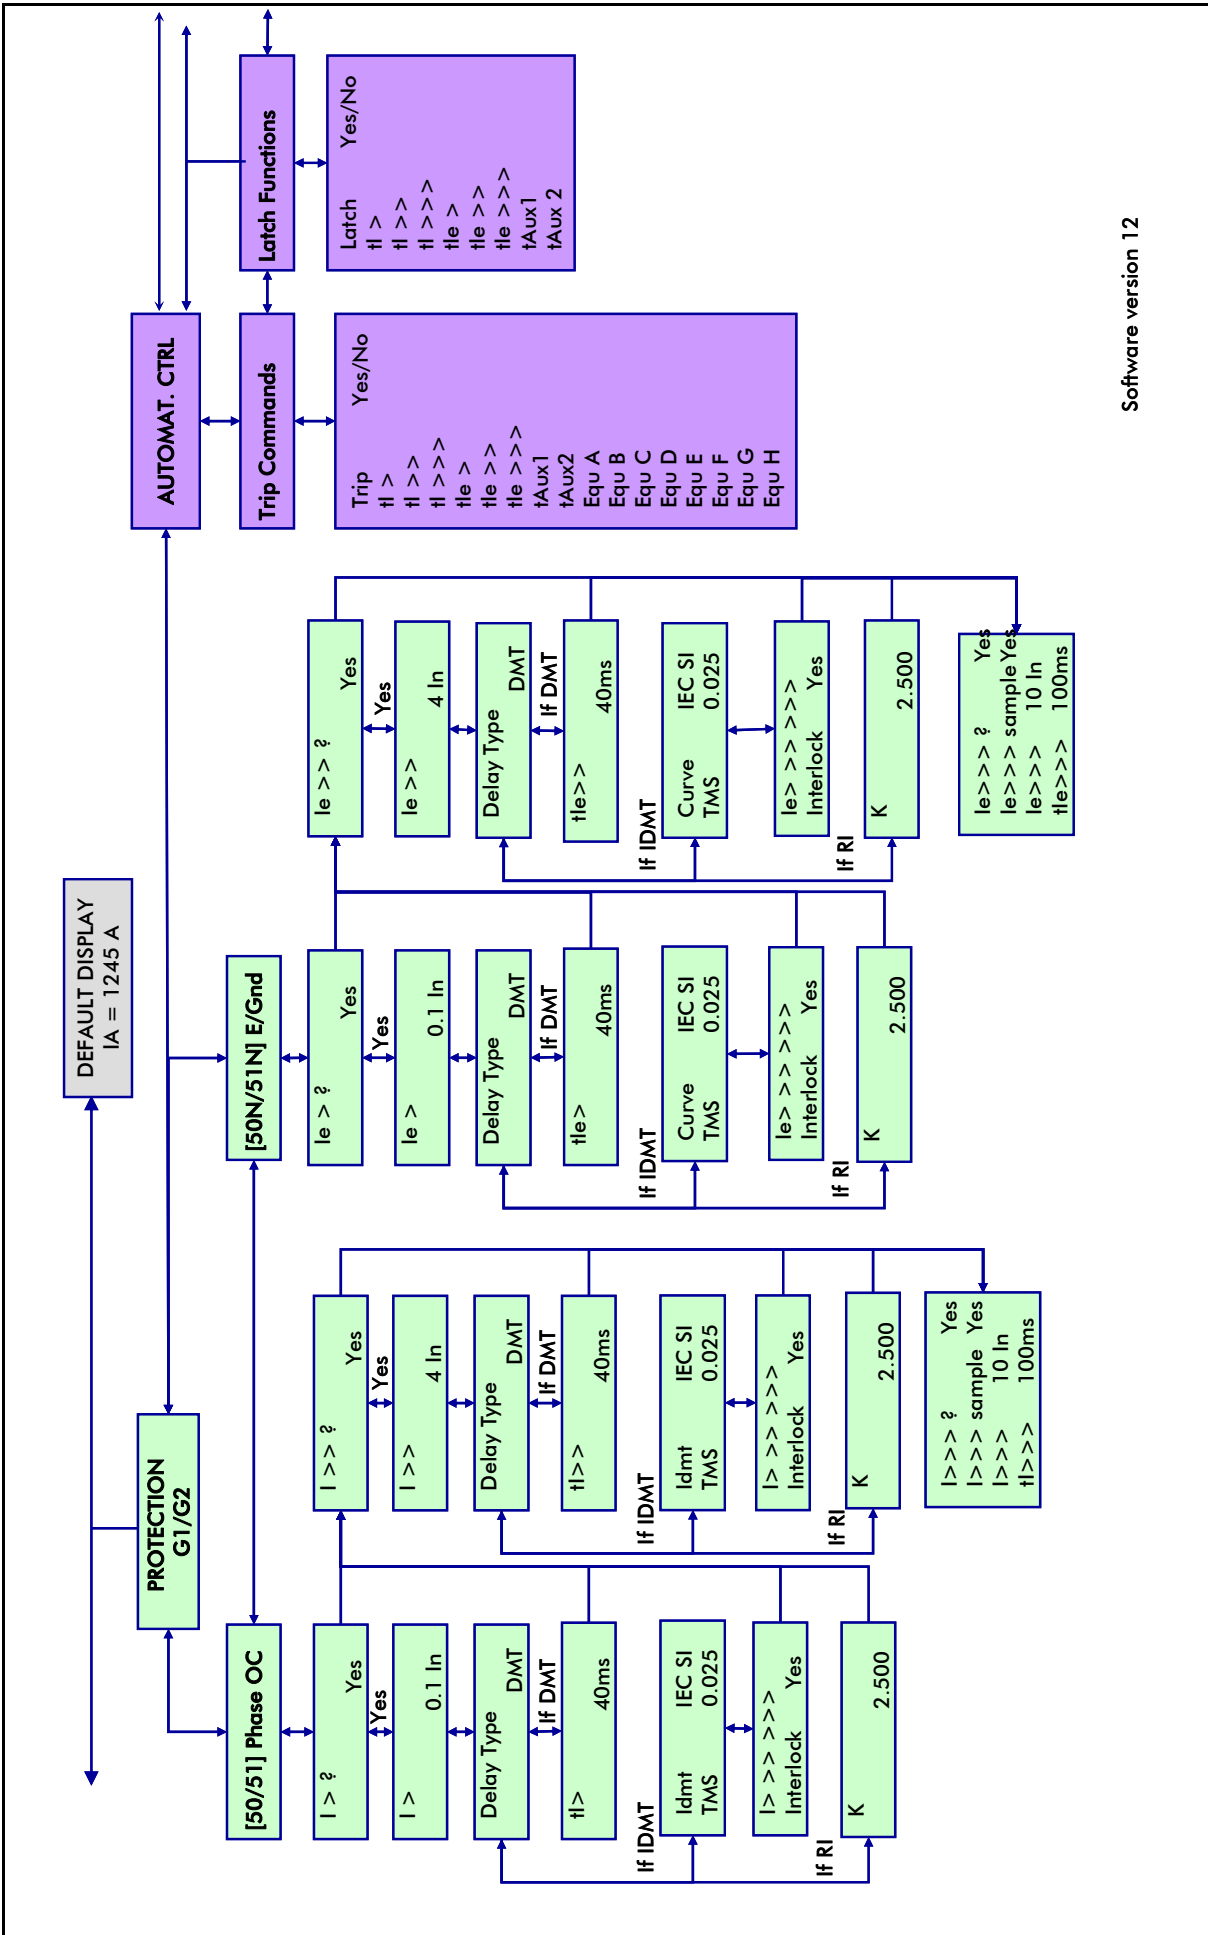 DEFAULT DISPLAY
IA = 1245 A
PROTECTION
G1/G2
AUTOMAT. CTRL
[50/51] Phase OC
[50N/51N] E/Gnd
Trip Commands
Latch Functions
I > ?
Yes
Yes
I >
0.1 In
Delay Type
DMT
If DMT
tI>
40ms
If IDMT
Idmt IEC SI
TMS 0.025
I> > > > > > >
Interlock Yes
If RI
K
2.500
I > > ?
Yes
Yes
I > >
4 In
Delay Type
DMT
If DMT
tI> >
40ms
If IDMT
Idmt IEC SI
TMS 0.025
I> > > > > > >
Interlock Yes
If RI
K
2.500
I> > > ? Yes
I> > > sample Yes
I> > > 10 In
tI> > > 100ms
Ie > ?
Yes
Yes
Ie >
0.1 In
Delay Type
DMT
If DMT
tIe>
40ms
If IDMT
Curve IEC SI
TMS 0.025
Ie> > > > > > >
Interlock Yes
If RI
K
2.500
Ie > > ?
Yes
Yes
Ie > >
4 In
Delay Type
DMT
If DMT
tIe> >
40ms
If IDMT
Curve IEC SI
TMS 0.025
Ie> > > > > > >
Interlock Yes
If RI
K
2.500
Ie> > > ? Yes
Ie> > > sample Yes
Ie> > > 10 In
tIe> > > 100ms
Trip Yes/No
tI >
tI > >
tI > > >
tIe >
tIe > >
tIe > > >
tAux1
tAux2
Equ A
Equ B
Equ C
Equ D
Equ E
Equ F
Equ G
Equ H
Latch Yes/No
tI >
tI > >
tI > > >
tIe >
tIe > >
tIe > > >
tAux1
tAux 2
Software version 12